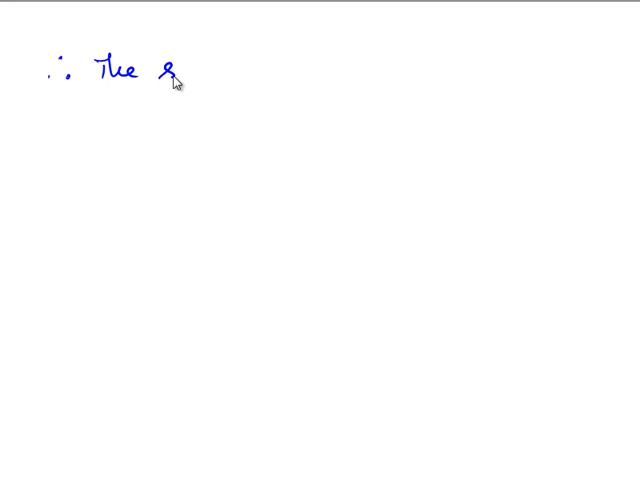 ∴ The s